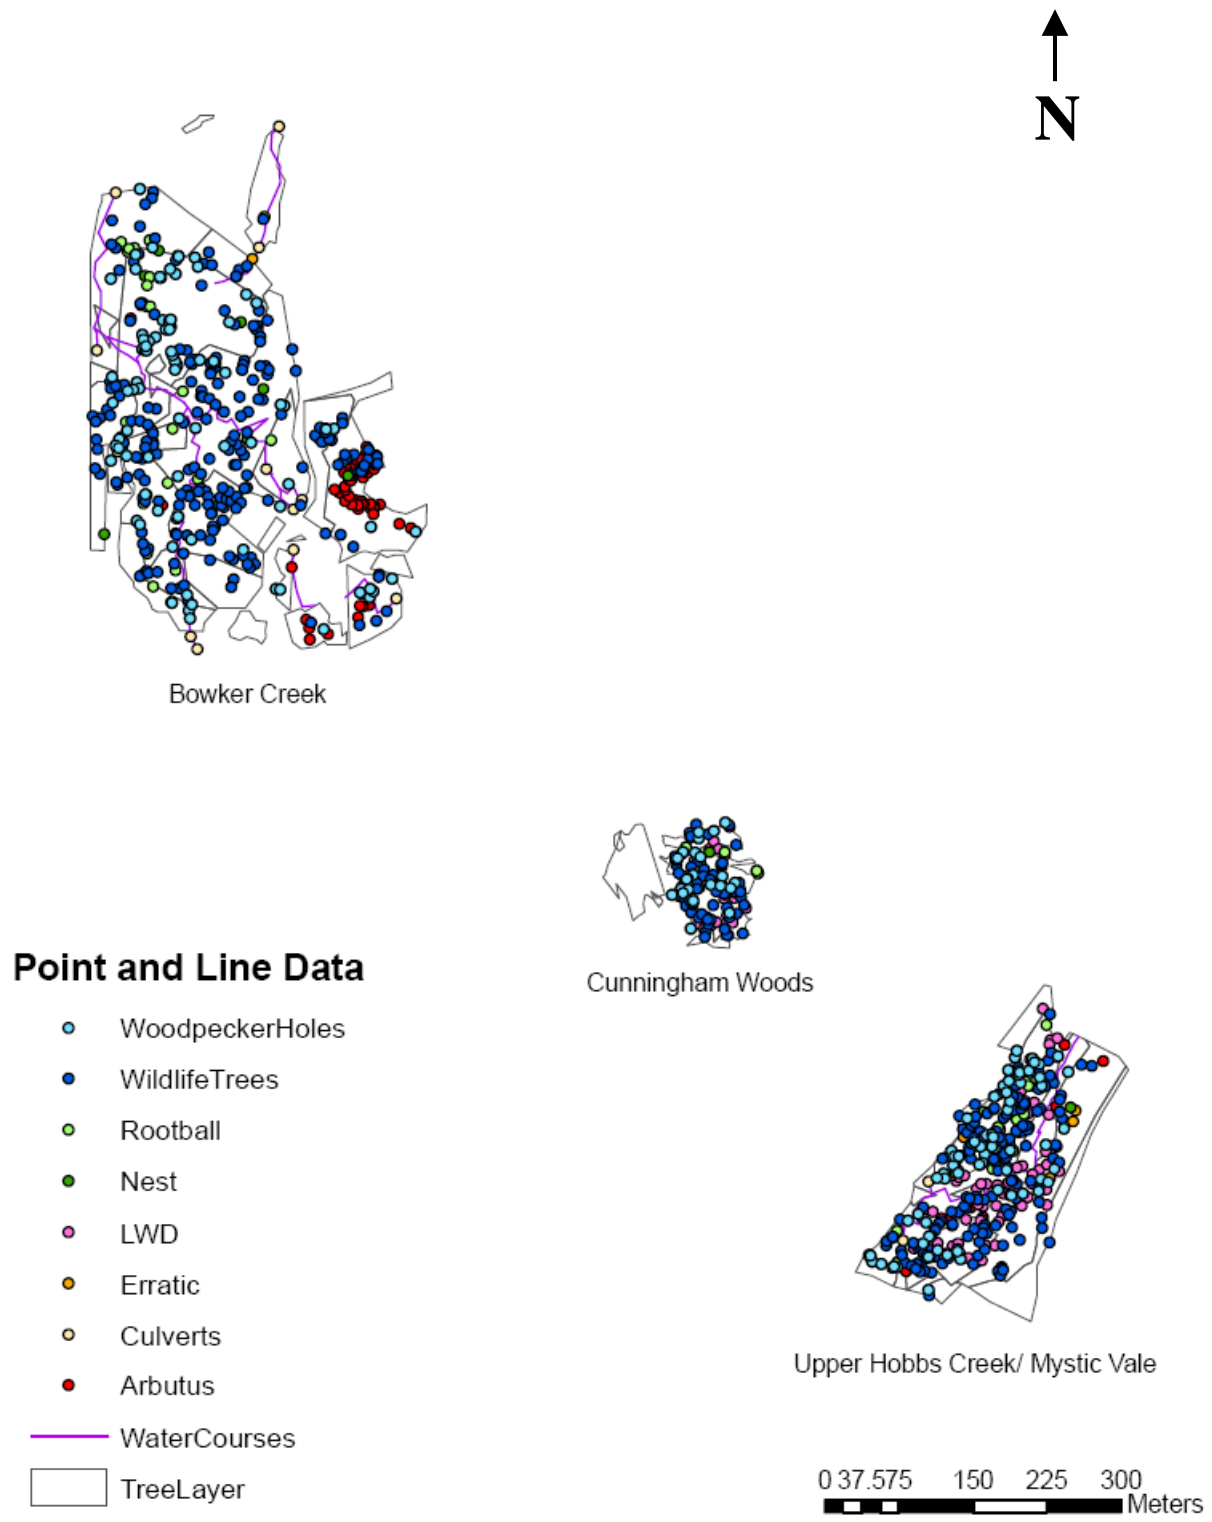 N
Bowker Creek
Cunningham Woods
Point and Line Data
WoodpeckerHoles
WildlifeTrees
Rootball
Nest
LWD
Erratic
Culverts
Arbutus
WaterCourses
TreeLayer
Upper Hobbs Creek/ Mystic Vale
0 37.575 150 225 300
Meters